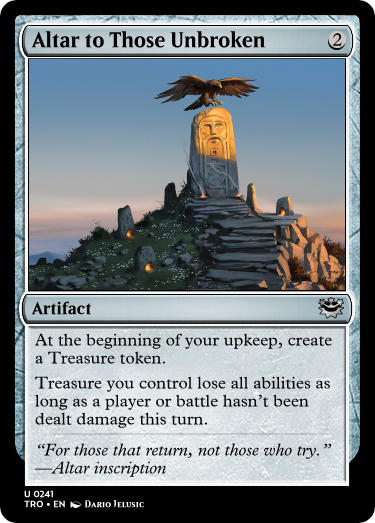 Altar to Those Unbroken 2
Artifact
At the beginning of your upkeep, create
a Treasure token.
Treasure you control lose all abilities as
long as a player or battle hasn't been
dealt damage this turn.
“For those that return, not those who try.”
—Altar inscription
U 0241
TRO • EN Dario Jelusic